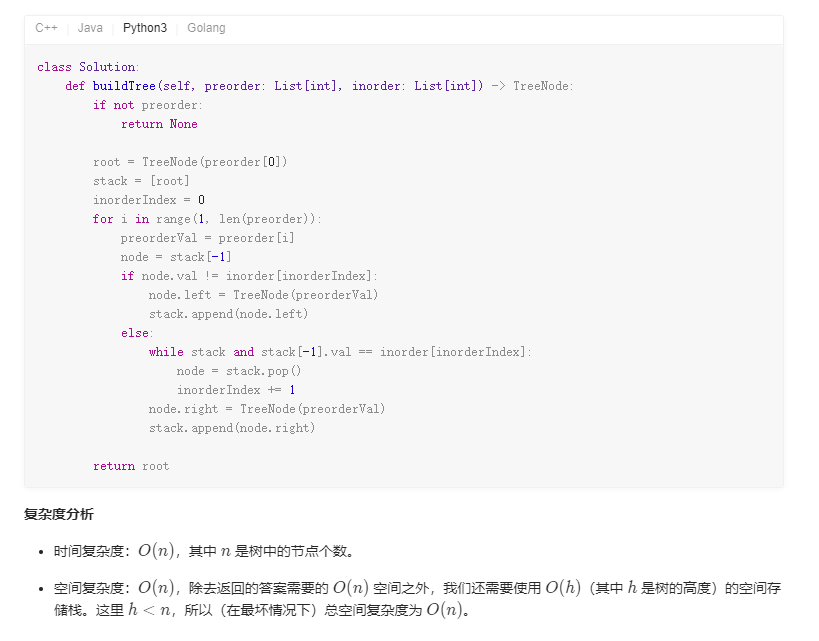 C++ Java Python3 Golang
class Solution:
    def buildTree(self, preorder: List[int], inorder: List[int]) -> TreeNode:
        if not preorder:
            return None
        root = TreeNode(preorder[0])
        stack = [root]
        inorderIndex = 0
        for i in range(1, len(preorder)):
            preorderVal = preorder[i]
            node = stack[-1]
            if node.val != inorder[inorderIndex]:
                node.left = TreeNode(preorderVal)
                stack.append(node.left)
            else:
                while stack and stack[-1].val == inorder[inorderIndex]:
                    node = stack.pop()
                    inorderIndex += 1
                node.right = TreeNode(preorderVal)
                stack.append(node.right)
        return root
复杂度分析
• 时间复杂度：O(n)，其中 n 是树中的节点个数。
• 空间复杂度：O(n)，除去返回的答案需要的 O(n) 空间之外，我们还需要使用 O(h)（其中 h 是树的高度）的空间存
储栈。这里 h < n，所以（在最坏情况下）总空间复杂度为 O(n)。